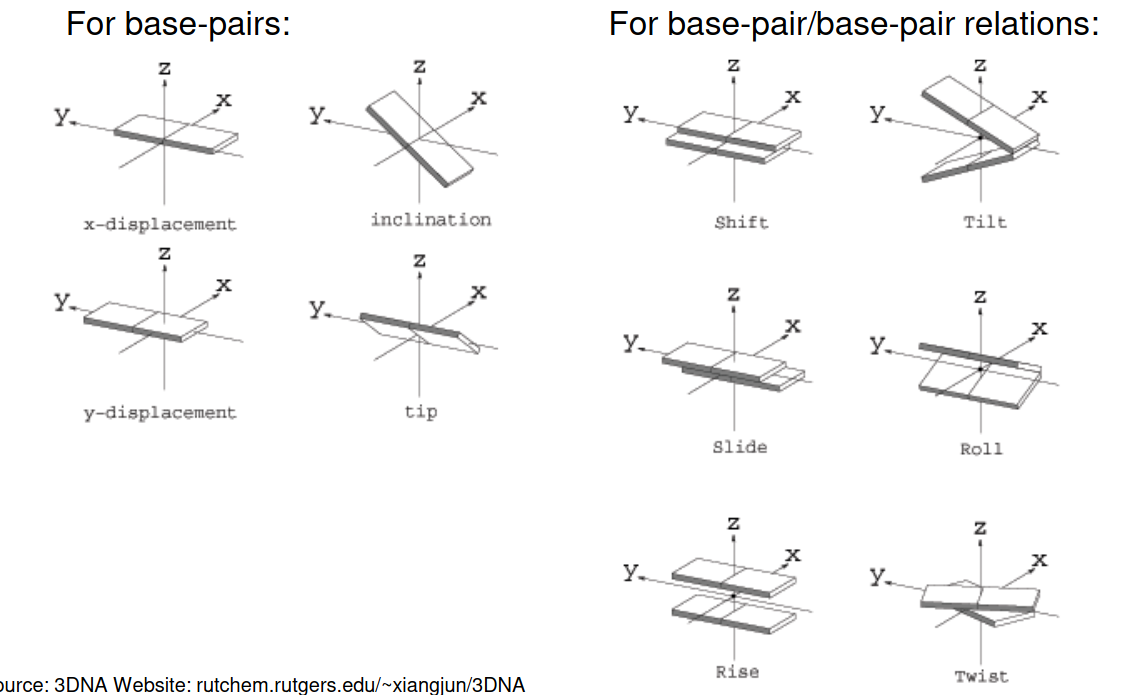 For base-pairs:
For base-pair/base-pair relations:
z
y
x
x-displacement
z
y
x
inclination
z
y
x
Shift
z
y
x
Tilt
z
y
x
y-displacement
z
y
x
tip
z
y
x
Slide
z
y
x
Roll
z
y
x
Rise
z
y
x
Twist
ource: 3DNA Website: rutchem.rutgers.edu/~xiangjun/3DNA